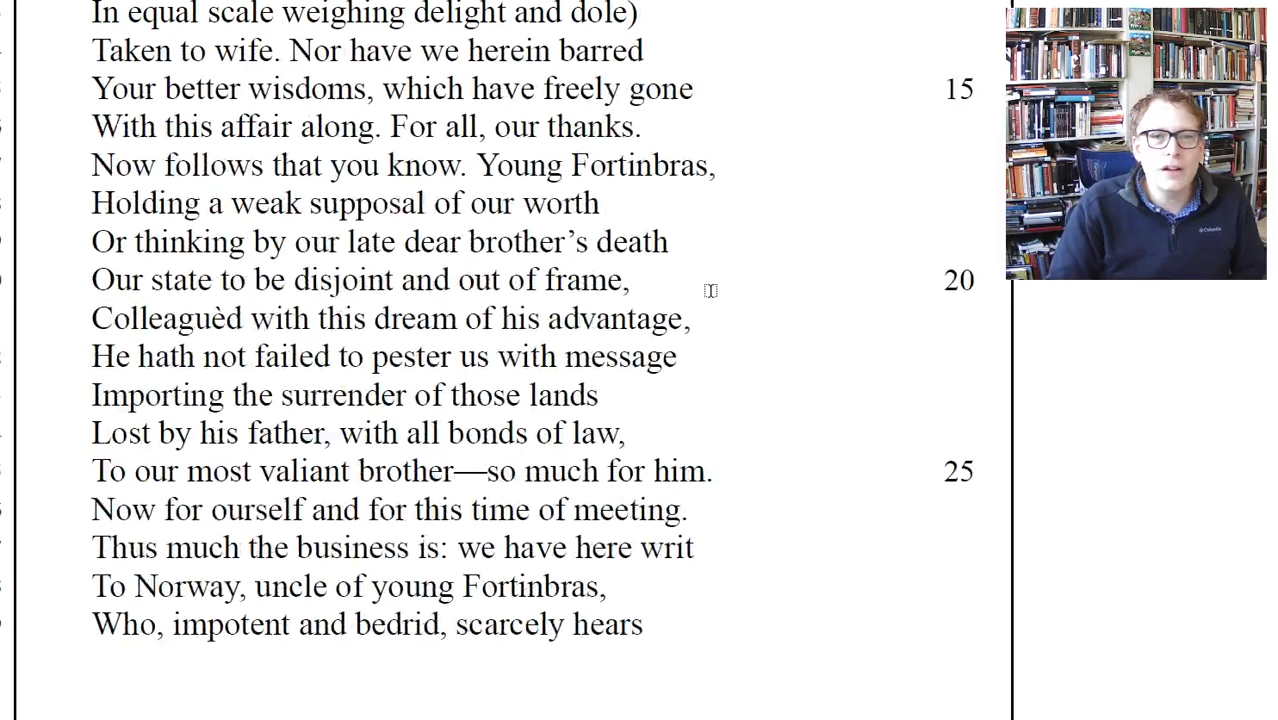 In equal scale weighing delight and dole)
Taken to wife. Nor have we herein barred
Your better wisdoms, which have freely gone 15
With this affair along. For all, our thanks.
Now follows that you know. Young Fortinbras,
Holding a weak supposal of our worth
Or thinking by our late dear brother’s death
Our state to be disjoint and out of frame, 20
Colleaguèd with this dream of his advantage,
He hath not failed to pester us with message
Importing the surrender of those lands
Lost by his father, with all bonds of law,
To our most valiant brother—so much for him. 25
Now for ourself and for this time of meeting.
Thus much the business is: we have here writ
To Norway, uncle of young Fortinbras,
Who, impotent and bedrid, scarcely hears
Columbia